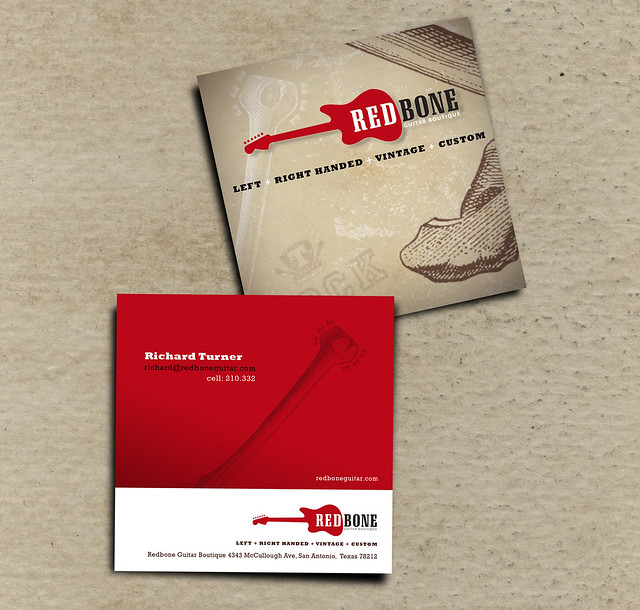 REDBONE
GUITAR BOUTIQUE
LEFT + RIGHT HANDED + VINTAGE + CUSTOM
Richard Turner
richard@redboneguitar.com
cell: 210.332
redboneguitar.com
REDBONE
GUITAR BOUTIQUE
LEFT + RIGHT HANDED + VINTAGE + CUSTOM
Redbone Guitar Boutique 4343 McCullough Ave, San Antonio, Texas 78212